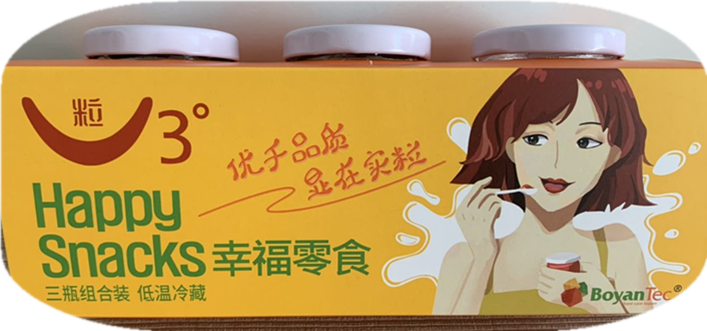 粒
3°
优于品质
显在实粒
Happy
Snacks 幸福零食
三瓶组合装 低温冷藏
BoyanTec®